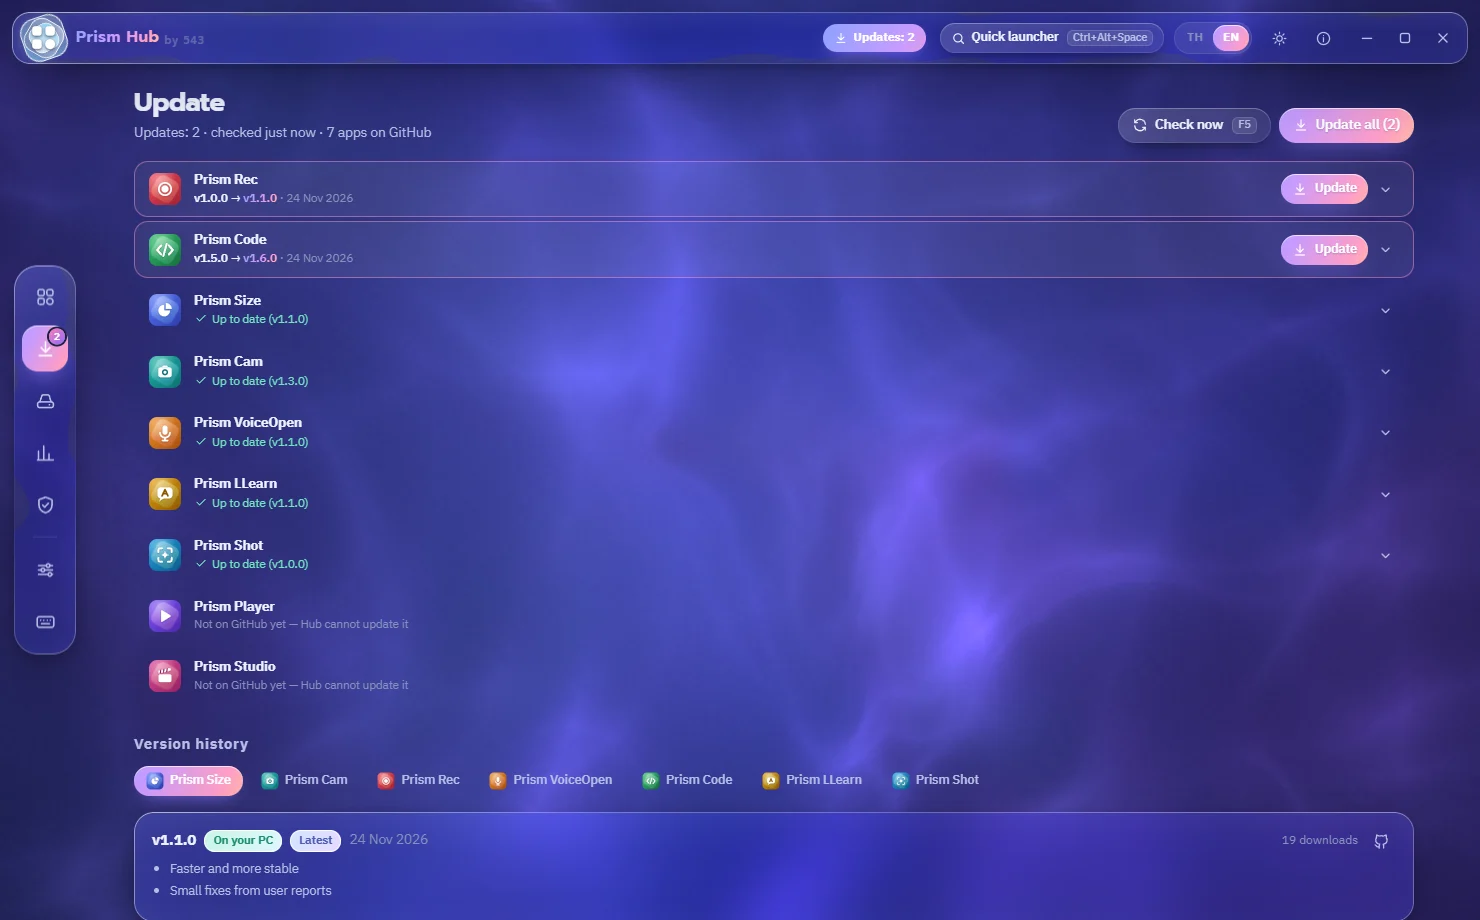 Prism Hub by 543
Updates: 2
Quick launcher Ctrl+Alt+Space
TH EN
Update
Updates: 2 · checked just now · 7 apps on GitHub
Check now F5
Update all (2)
Prism Rec
v1.0.0 → v1.1.0 · 24 Nov 2026
Update
Prism Code
v1.5.0 → v1.6.0 · 24 Nov 2026
Update
2
Prism Size
Up to date (v1.1.0)
Prism Cam
Up to date (v1.3.0)
Prism VoiceOpen
Up to date (v1.1.0)
Prism LLearn
Up to date (v1.1.0)
Prism Shot
Up to date (v1.0.0)
Prism Player
Not on GitHub yet — Hub cannot update it
Prism Studio
Not on GitHub yet — Hub cannot update it
Version history
Prism Size Prism Cam Prism Rec Prism VoiceOpen Prism Code Prism LLearn Prism Shot
v1.1.0 On your PC Latest 24 Nov 2026
19 downloads
Faster and more stable
Small fixes from user reports